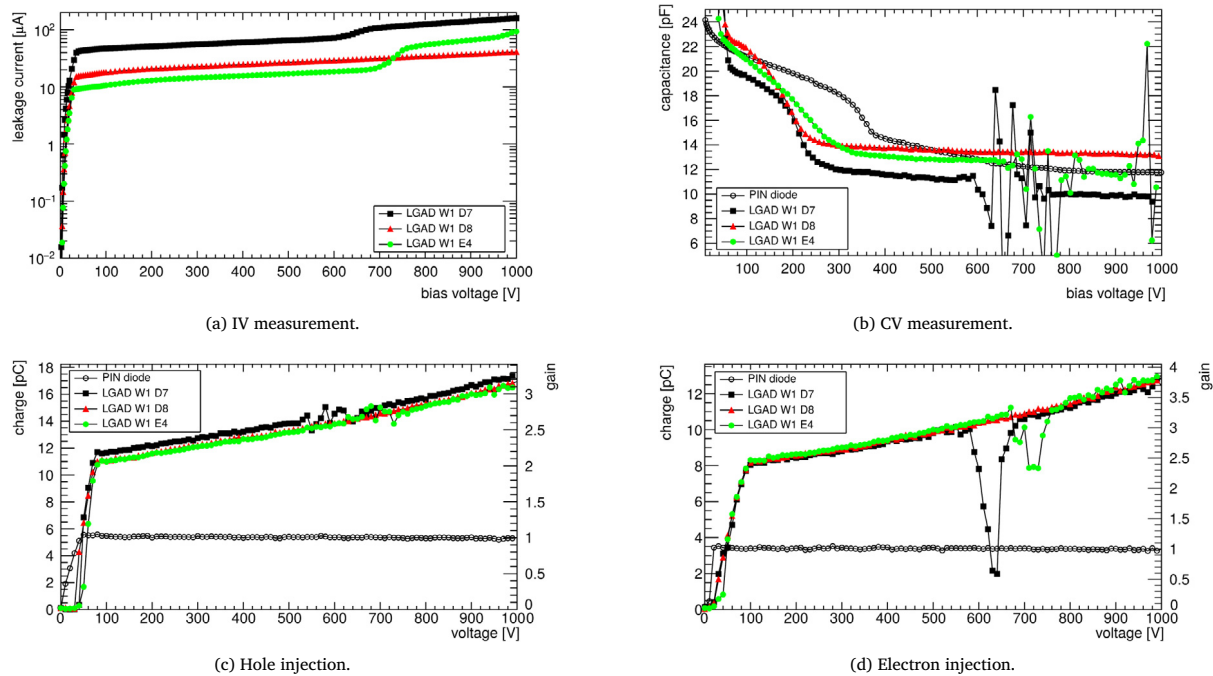 leakage current [μA]
10²
10
1
10⁻¹
10⁻²
LGAD W1 D7
LGAD W1 D8
LGAD W1 E4
0 100 200 300 400 500 600 700 800 900 1000
bias voltage [V]
(a) IV measurement.
capacitance [pF]
24
22
20
18
16
14
12
10
8
6
PIN diode
LGAD W1 D7
LGAD W1 D8
LGAD W1 E4
100 200 300 400 500 600 700 800 900 1000
bias voltage [V]
(b) CV measurement.
charge [pC]
18
16
14
12
10
8
6
4
2
0
PIN diode
LGAD W1 D7
LGAD W1 D8
LGAD W1 E4
gain
3
2.5
2
1.5
1
0.5
0
0 100 200 300 400 500 600 700 800 900 1000
voltage [V]
(c) Hole injection.
charge [pC]
12
10
8
6
4
2
0
PIN diode
LGAD W1 D7
LGAD W1 D8
LGAD W1 E4
gain
4
3.5
3
2.5
2
1.5
1
0.5
0
0 100 200 300 400 500 600 700 800 900 1000
voltage [V]
(d) Electron injection.